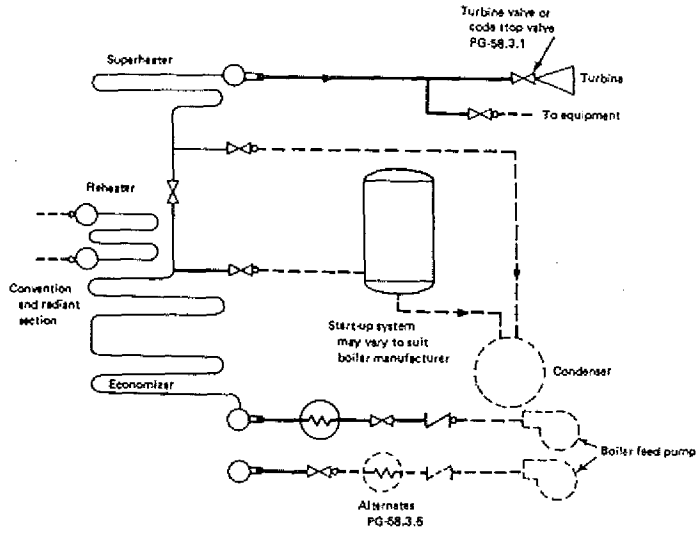 Turbine valve or
code stop valve
PG-58.3.1
Superheater
Turbine
To equipment
Reheater
Convention
and radiant
section
Start-up system
may vary to suit
boiler manufacturer
Condenser
Economizer
Boiler feed pump
Alternates
PG-58.3.5